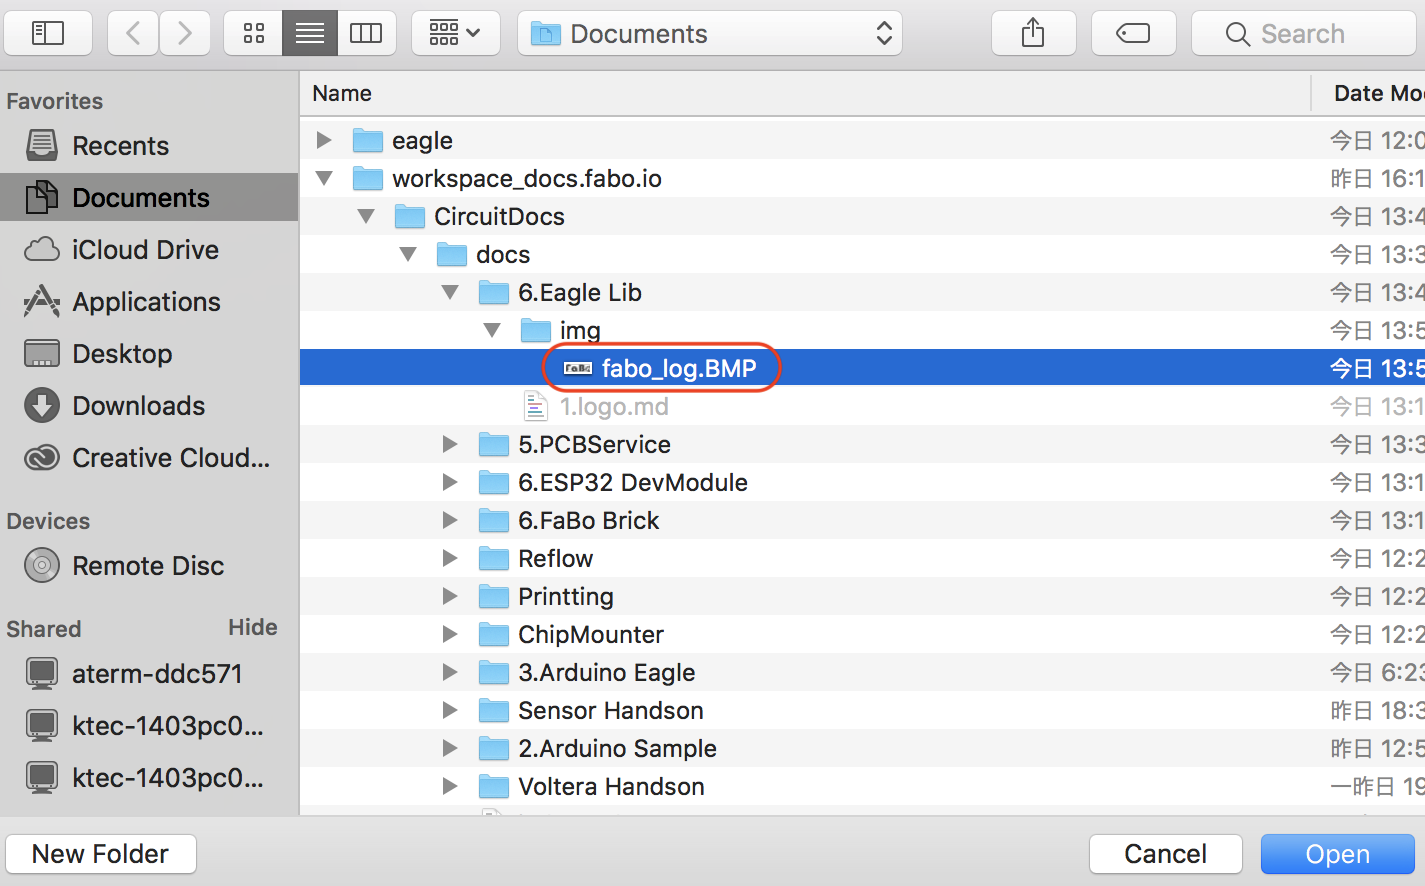 Documents
Search
Favorites
Recents
Documents
iCloud Drive
Applications
Desktop
Downloads
Creative Cloud...
Devices
Remote Disc
Shared Hide
aterm-ddc571
ktec-1403pc0...
ktec-1403pc0...
Name Date Mo
eagle 今日 12:0
workspace_docs.fabo.io 昨日 16:1
CircuitDocs 今日 13:4
docs 今日 13:3
6.Eagle Lib 今日 13:4
img 今日 13:5
FaBo fabo_log.BMP 今日 13:5
1.logo.md 今日 13:1
5.PCBService 今日 13:3
6.ESP32 DevModule 今日 13:1
6.FaBo Brick 今日 13:1
Reflow 今日 12:2
Printting 今日 12:2
ChipMounter 今日 12:2
3.Arduino Eagle 今日 6:23
Sensor Handson 昨日 18:3
2.Arduino Sample 昨日 12:5
Voltera Handson 一昨日 19
New Folder Cancel Open